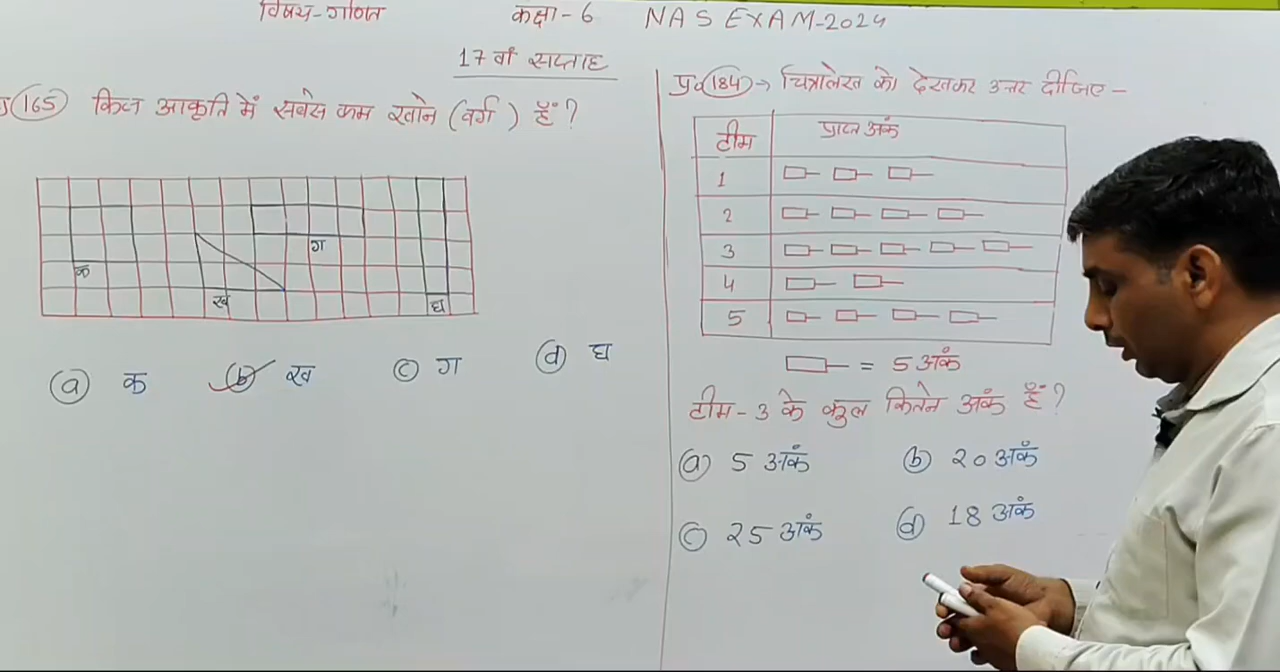 विषय-गणित कक्षा-6 NAS EXAM-2024
17 वाँ सप्ताह
165 किस आकृति में सबसे कम खाने (वर्ग) हैं?
क
ख
ग
घ
(a) क (b) ख (c) ग (d) घ
प्र० 184 → चित्रालेख को देखकर उत्तर दीजिए -
टीम प्राप्त अंक
1
2
3
4
5
= 5 अंक
टीम-3 के कुल कितने अंक हैं?
(a) 5 अंक (b) 20 अंक
(c) 25 अंक (d) 18 अंक